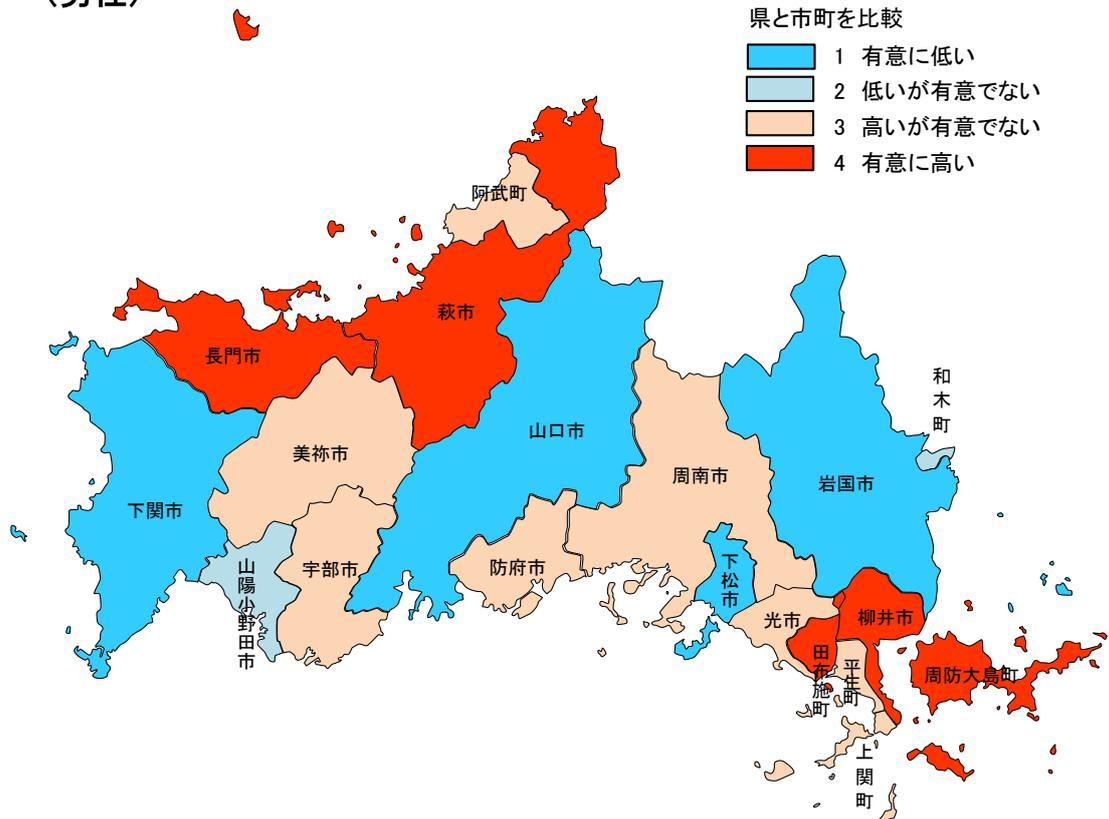 （男性）
県と市町を比較
1 有意に低い
2 低いが有意でない
3 高いが有意でない
4 有意に高い
阿武町
萩市
長門市
和木町
山口市
美祢市
周南市
岩国市
下関市
宇部市
防府市
山陽小野田市
下松市
光市
柳井市
田布施町
平生町
周防大島町
上関町